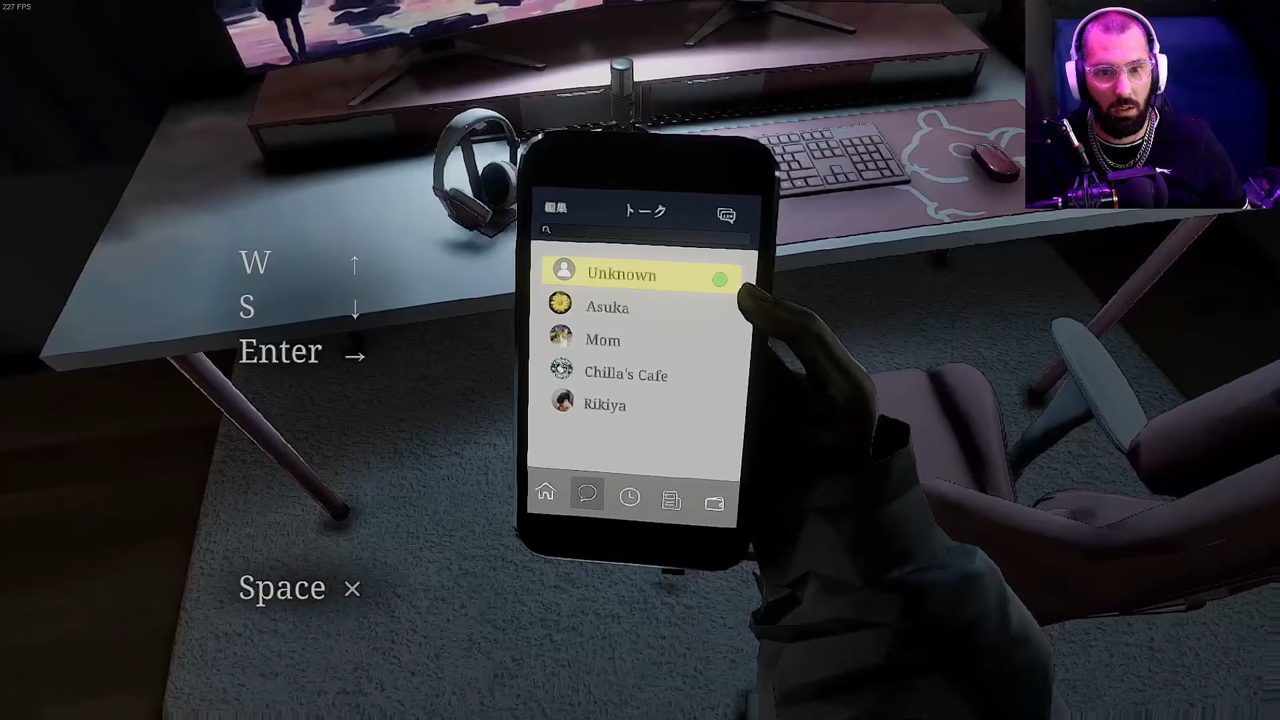 227 FPS
編集 トーク
Unknown
Asuka
Mom
Chilla's Cafe
Rikiya
W ↑
S ↓
Enter →
Space ×